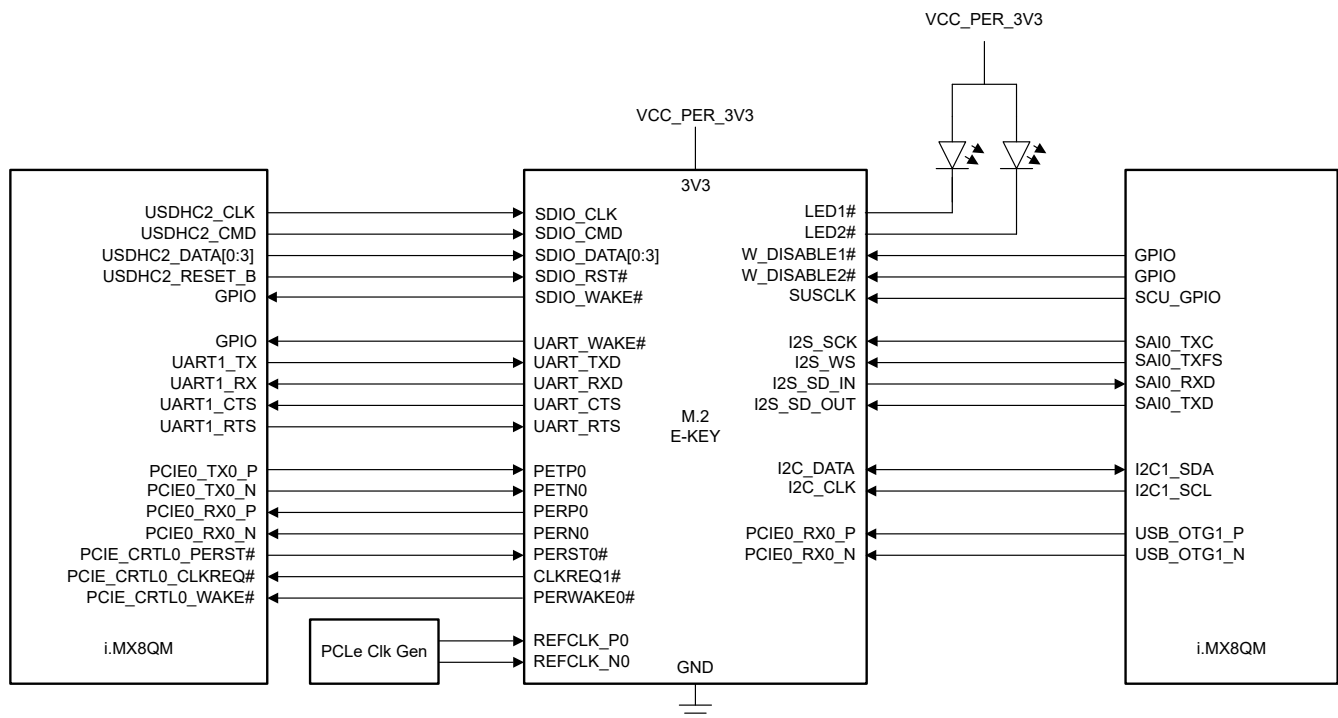 VCC_PER_3V3
VCC_PER_3V3
3V3
USDHC2_CLK
USDHC2_CMD
USDHC2_DATA[0:3]
USDHC2_RESET_B
GPIO
GPIO
UART1_TX
UART1_RX
UART1_CTS
UART1_RTS
PCIE0_TX0_P
PCIE0_TX0_N
PCIE0_RX0_P
PCIE0_RX0_N
PCIE_CRTL0_PERST#
PCIE_CRTL0_CLKREQ#
PCIE_CRTL0_WAKE#
i.MX8QM
PCLe Clk Gen
SDIO_CLK
SDIO_CMD
SDIO_DATA[0:3]
SDIO_RST#
SDIO_WAKE#
UART_WAKE#
UART_TXD
UART_RXD
UART_CTS
UART_RTS
PETP0
PETN0
PERP0
PERN0
PERST0#
CLKREQ1#
PERWAKE0#
REFCLK_P0
REFCLK_N0
M.2
E-KEY
GND
LED1#
LED2#
W_DISABLE1#
W_DISABLE2#
SUSCLK
I2S_SCK
I2S_WS
I2S_SD_IN
I2S_SD_OUT
I2C_DATA
I2C_CLK
PCIE0_RX0_P
PCIE0_RX0_N
GPIO
GPIO
SCU_GPIO
SAI0_TXC
SAI0_TXFS
SAI0_RXD
SAI0_TXD
I2C1_SDA
I2C1_SCL
USB_OTG1_P
USB_OTG1_N
i.MX8QM